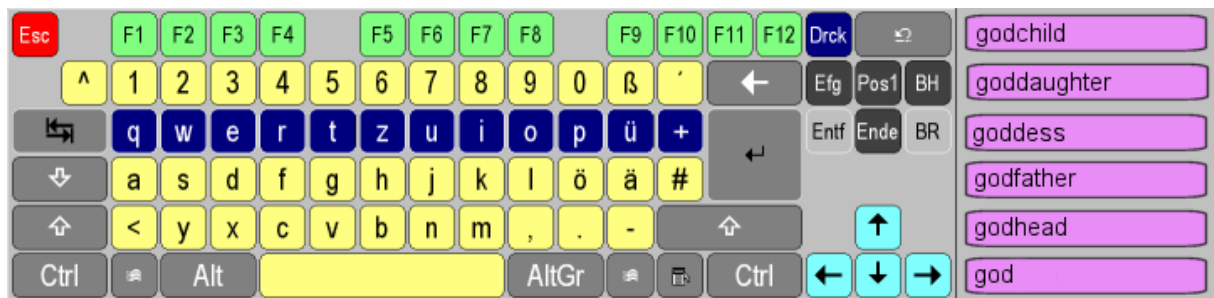 Esc F1 F2 F3 F4 F5 F6 F7 F8 F9 F10 F11 F12 Drck godchild
^ 1 2 3 4 5 6 7 8 9 0 ß ´ Efg Pos1 BH goddaughter
q w e r t z u i o p ü + Entf Ende BR goddess
a s d f g h j k l ö ä # godfather
< y x c v b n m , . - godhead
Ctrl Alt AltGr Ctrl god